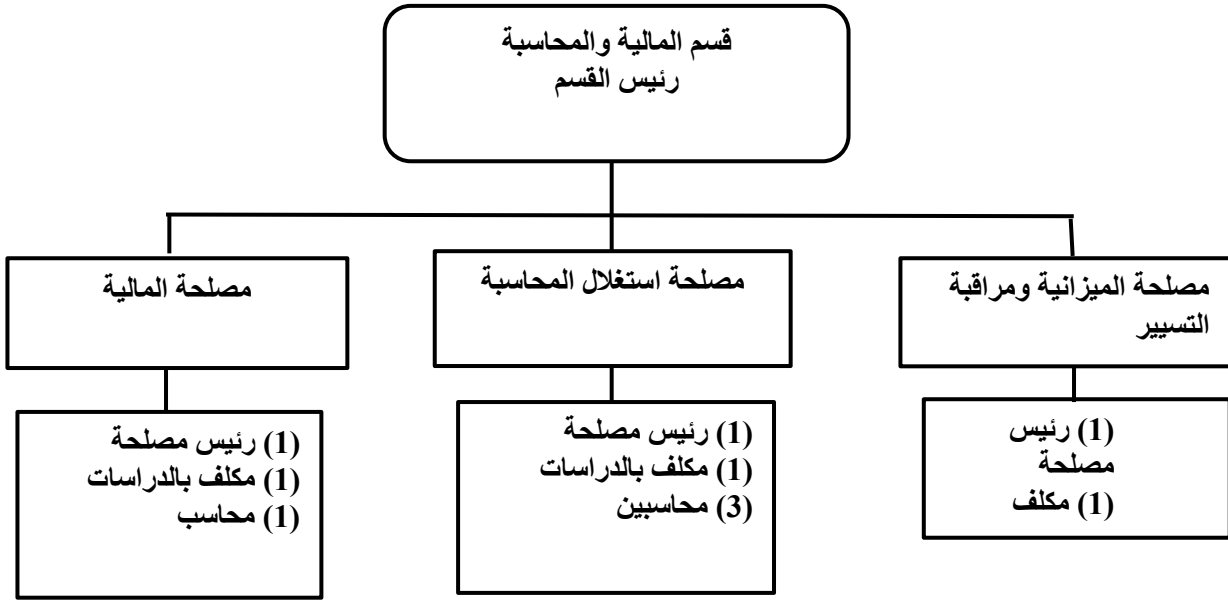 قسم المالية والمحاسبة
رئيس القسم
مصلحة الميزانية ومراقبة
التسيير
مصلحة استغلال المحاسبة
مصلحة المالية
(1) رئيس
مصلحة
(1) مكلف
(1) رئيس مصلحة
(1) مكلف بالدراسات
(3) محاسبين
(1) رئيس مصلحة
(1) مكلف بالدراسات
(1) محاسب